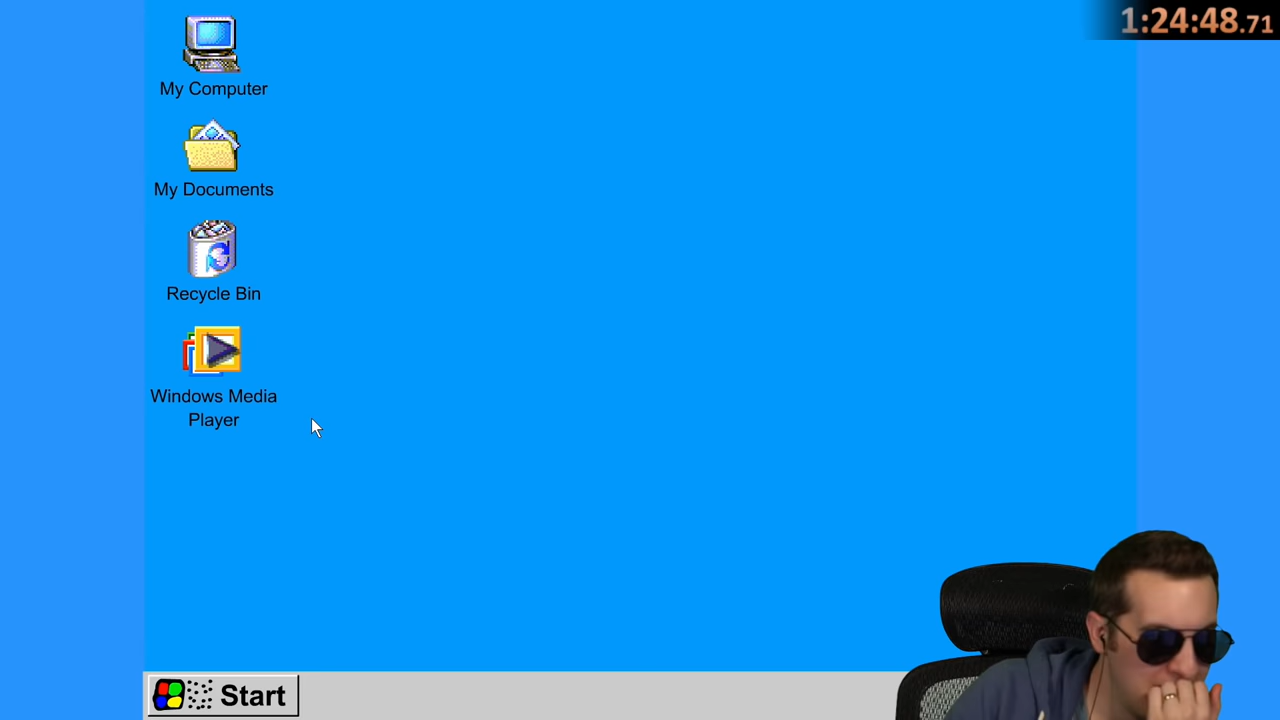 1:24:48.71
My Computer
My Documents
Recycle Bin
Windows Media
Player
Start